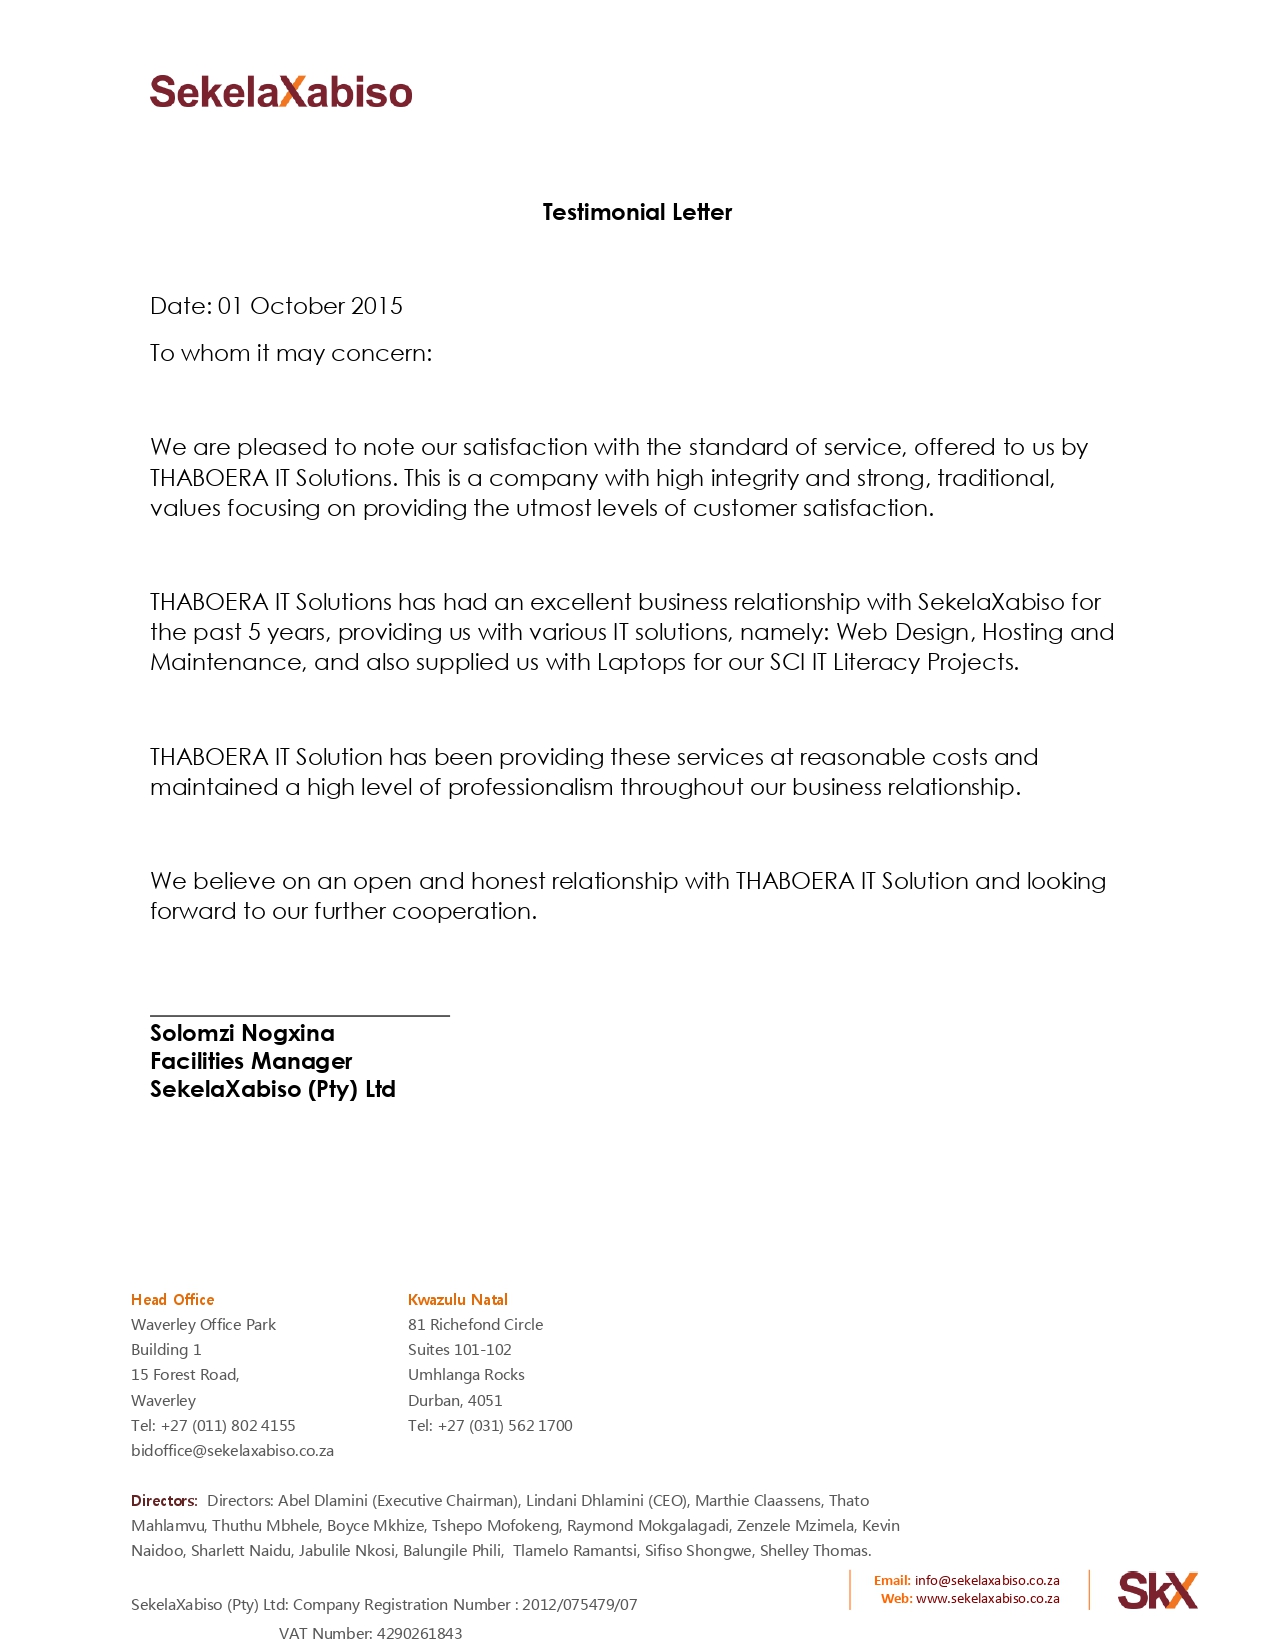 SekelaXabiso
Testimonial Letter
Date: 01 October 2015
To whom it may concern:
We are pleased to note our satisfaction with the standard of service, offered to us by
THABOERA IT Solutions. This is a company with high integrity and strong, traditional,
values focusing on providing the utmost levels of customer satisfaction.
THABOERA IT Solutions has had an excellent business relationship with SekelaXabiso for
the past 5 years, providing us with various IT solutions, namely: Web Design, Hosting and
Maintenance, and also supplied us with Laptops for our SCI IT Literacy Projects.
THABOERA IT Solution has been providing these services at reasonable costs and
maintained a high level of professionalism throughout our business relationship.
We believe on an open and honest relationship with THABOERA IT Solution and looking
forward to our further cooperation.
Solomzi Nogxina
Facilities Manager
SekelaXabiso (Pty) Ltd
Head Office
Waverley Office Park
Building 1
15 Forest Road,
Waverley
Tel: +27 (011) 802 4155
bidoffice@sekelaxabiso.co.za
Kwazulu Natal
81 Richefond Circle
Suites 101-102
Umhlanga Rocks
Durban, 4051
Tel: +27 (031) 562 1700
Directors: Directors: Abel Dlamini (Executive Chairman), Lindani Dhlamini (CEO), Marthie Claassens, Thato
Mahlamvu, Thuthu Mbhele, Boyce Mkhize, Tshepo Mofokeng, Raymond Mokgalagadi, Zenzele Mzimela, Kevin
Naidoo, Sharlett Naidu, Jabulile Nkosi, Balungile Phili, Tlamelo Ramantsi, Sifiso Shongwe, Shelley Thomas.
SekelaXabiso (Pty) Ltd: Company Registration Number : 2012/075479/07
VAT Number: 4290261843
Email: info@sekelaxabiso.co.za
Web: www.sekelaxabiso.co.za
SkX